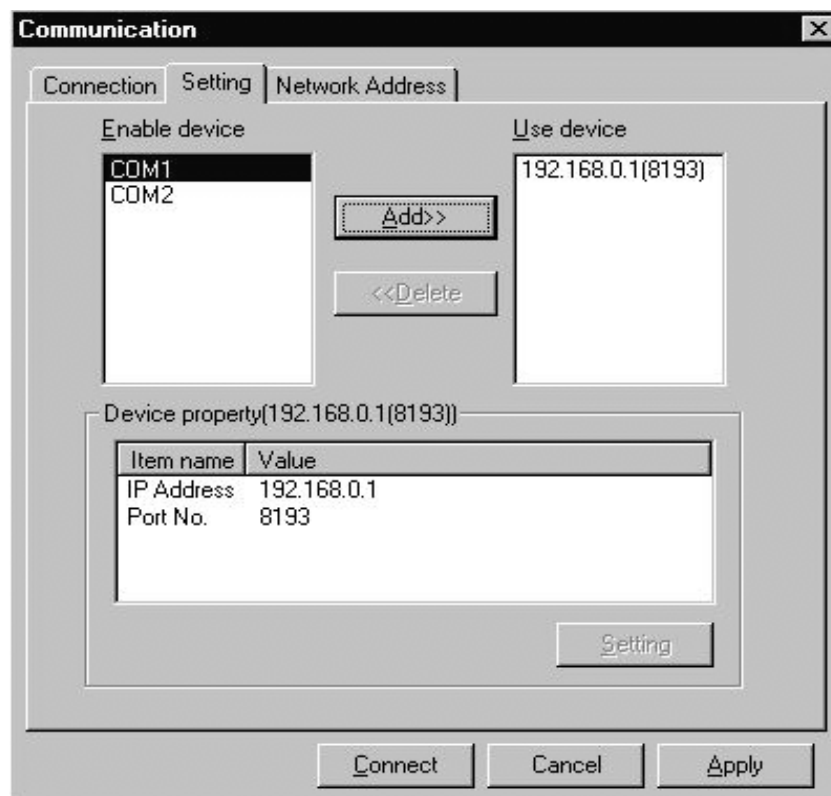 Communication
Connection Setting Network Address
Enable device Use device
COM1 192.168.0.1(8193)
COM2
Add>>
<<Delete
Device property(192.168.0.1(8193))
Item name Value
IP Address 192.168.0.1
Port No. 8193
Setting
Connect Cancel Apply